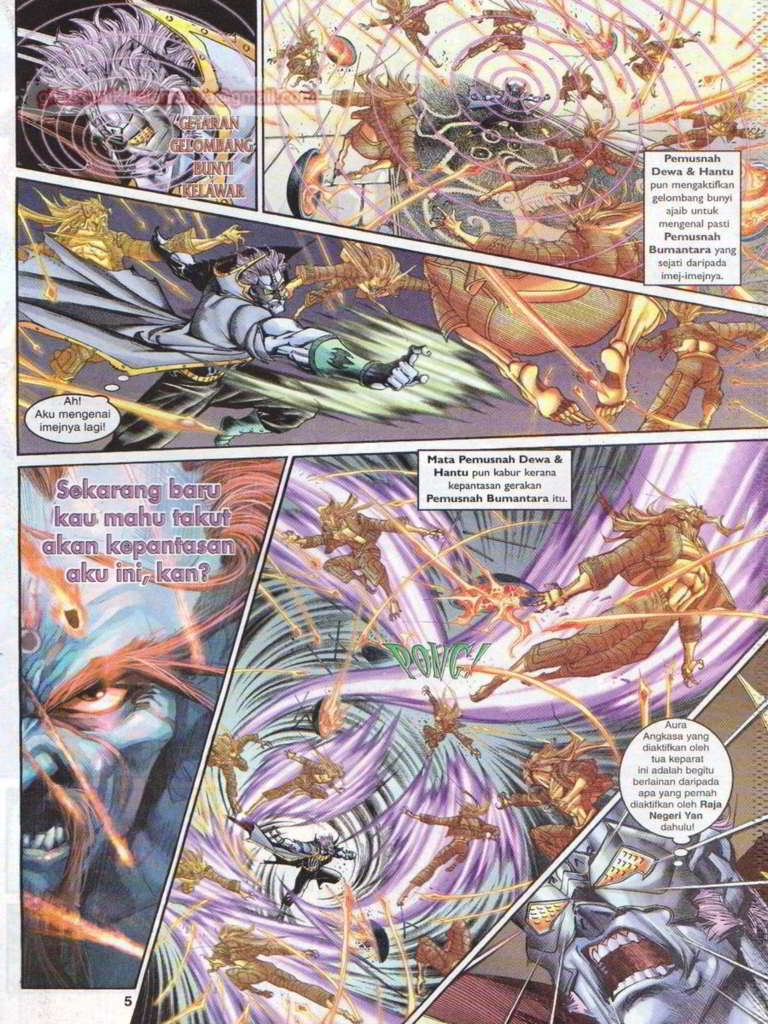 GETARAN
GELOMBANG
BUNYI
KELAWAR
Pemusnah
Dewa & Hantu
pun mengaktifkan
gelombang bunyi
ajaib untuk
mengenal pasti
Pemusnah
Bumantara yang
sejati daripada
imej-imejnya.
Ah!
Aku mengenai
imejnya lagi!
Mata Pemusnah Dewa &
Hantu pun kabur kerana
kepantasan gerakan
Pemusnah Bumantara itu.
Sekarang baru
kau mahu takut
akan kepantasan
aku ini, kan?
PONG!
Aura
Angkasa yang
diaktifkan oleh
tua keparat
ini adalah begitu
berlainan daripada
apa yang pernah
diaktifkan oleh Raja
Negeri Yan
dahulu!
5